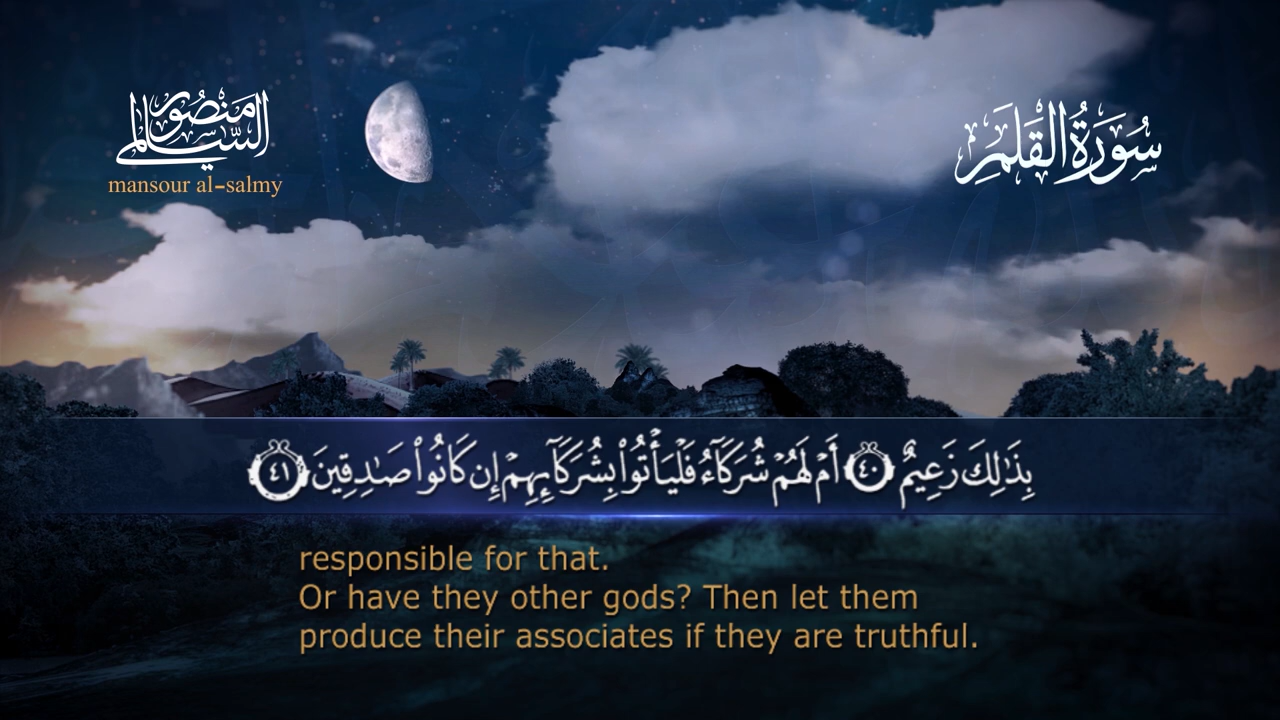 منصور السالمي
mansour al-salmy
سُورَةُ القَلَمِ
بِذَٰلِكَ زَعِيمٌ ٤٠ أَمۡ لَهُمۡ شُرَكَآءُ فَلۡيَأۡتُواْ بِشُرَكَآئِهِمۡ إِن كَانُواْ صَٰدِقِينَ ٤١
responsible for that.
Or have they other gods? Then let them
produce their associates if they are truthful.